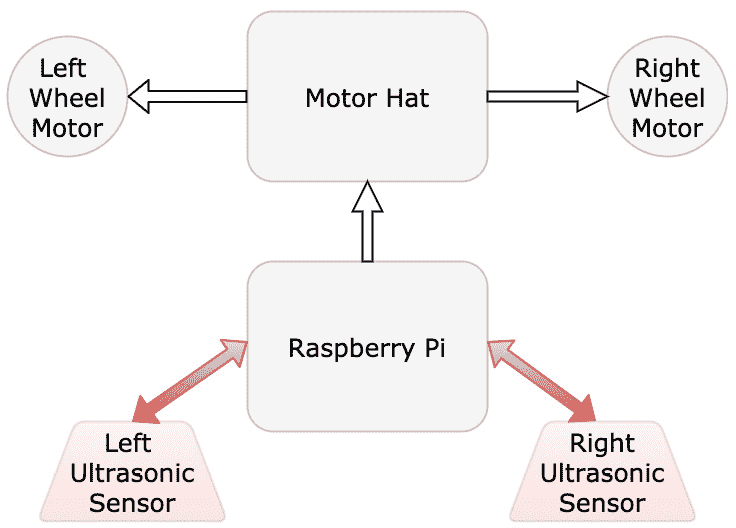 Left
Wheel
Motor
Motor Hat
Right
Wheel
Motor
Raspberry Pi
Left
Ultrasonic
Sensor
Right
Ultrasonic
Sensor